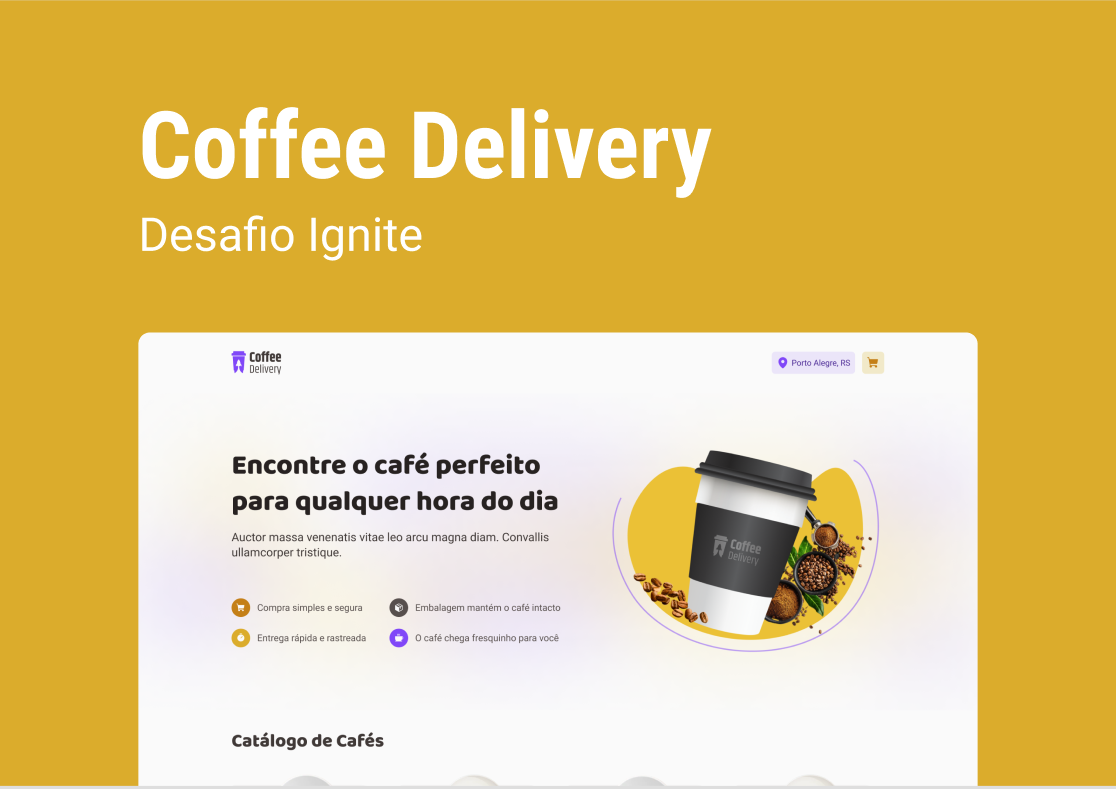 Coffee Delivery
Desafio Ignite
Coffee
Delivery
Porto Alegre, RS
Encontre o café perfeito
para qualquer hora do dia
Auctor massa venenatis vitae leo arcu magna diam. Convallis
ullamcorper tristique.
Compra simples e segura
Embalagem mantém o café intacto
Entrega rápida e rastreada
O café chega fresquinho para você
Coffee
Delivery
Catálogo de Cafés